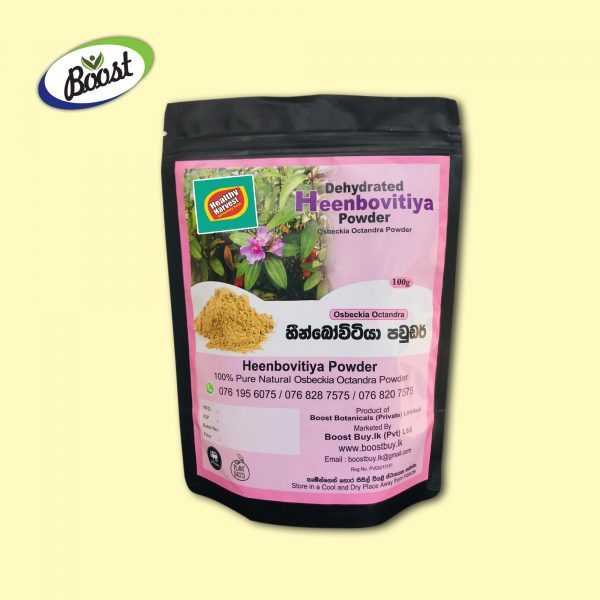 Boost
Dehydrated
Heenbovitiya
Powder
Osbeckia Octandra Powder
Healthy
Harvest
100g
Osbeckia Octandra
හීන්බෝවිටියා පවුඩර්
Heenbovitiya Powder
100% Pure Natural Osbeckia Octandra Powder
076 195 6075 / 076 828 7575 / 076 820 7575
MFD :
EXP :
Batch No :
Price :
Product of
Boost Botanicals (Private) Limited
Marketed By
Boost Buy.lk (Pvt) Ltd
www.boostbuy.lk
Email : boostbuy.lk@gmail.com
PLANT
BASED
Store in a Cool and Dry Place Away from